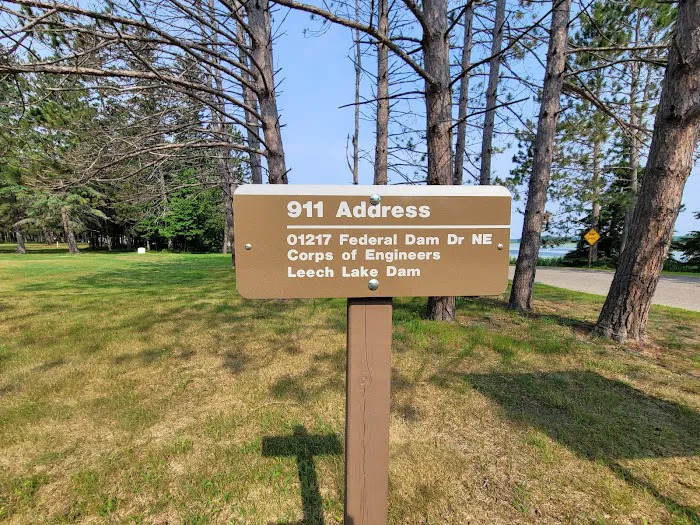 911 Address
01217 Federal Dam Dr NE
Corps of Engineers
Leech Lake Dam